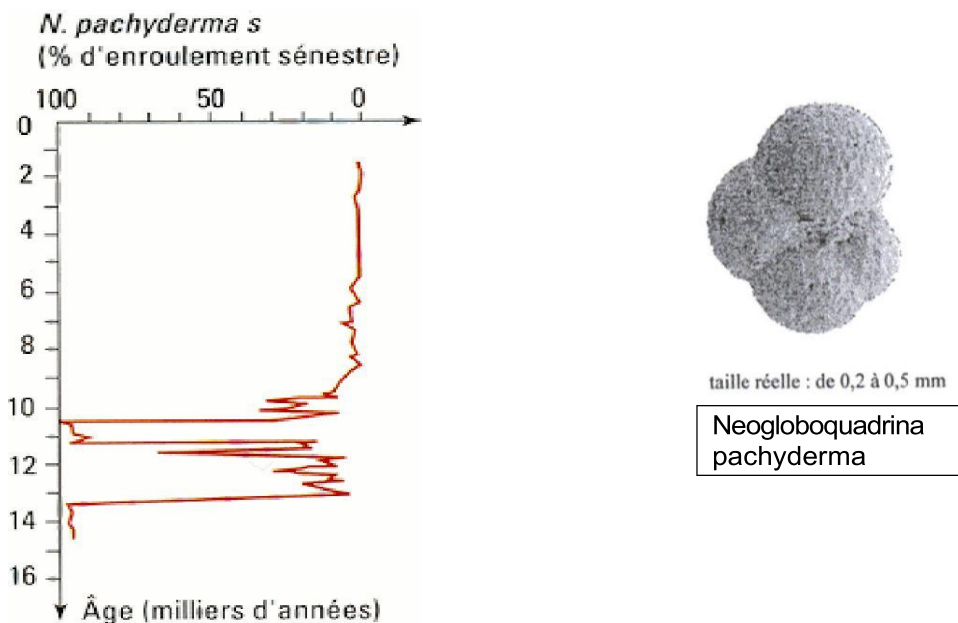 N. pachyderma s
(% d'enroulement sénestre)
100 50 0
0
2
4
6
8
10
12
14
16
Âge (milliers d'années)
taille réelle : de 0,2 à 0,5 mm
Neogloboquadrina
pachyderma